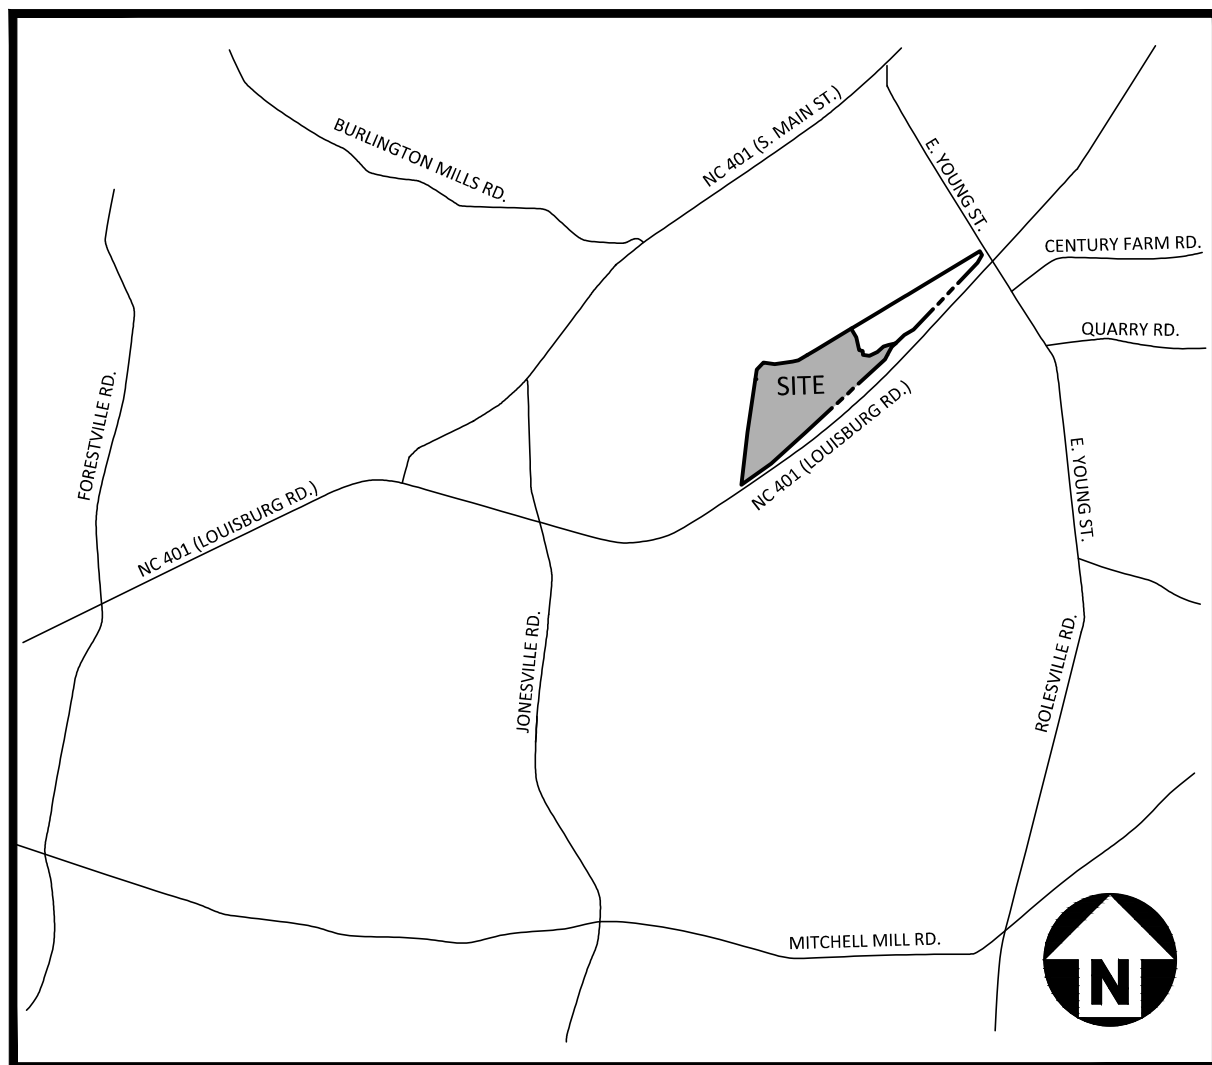 NC 401 (S. MAIN ST.)
BURLINGTON MILLS RD.
E. YOUNG ST.
CENTURY FARM RD.
QUARRY RD.
SITE
FORESTVILLE RD.
NC 401 (LOUISBURG RD.)
NC 401 (LOUISBURG RD.)
E. YOUNG ST.
JONESVILLE RD.
ROLESVILLE RD.
MITCHELL MILL RD.
N